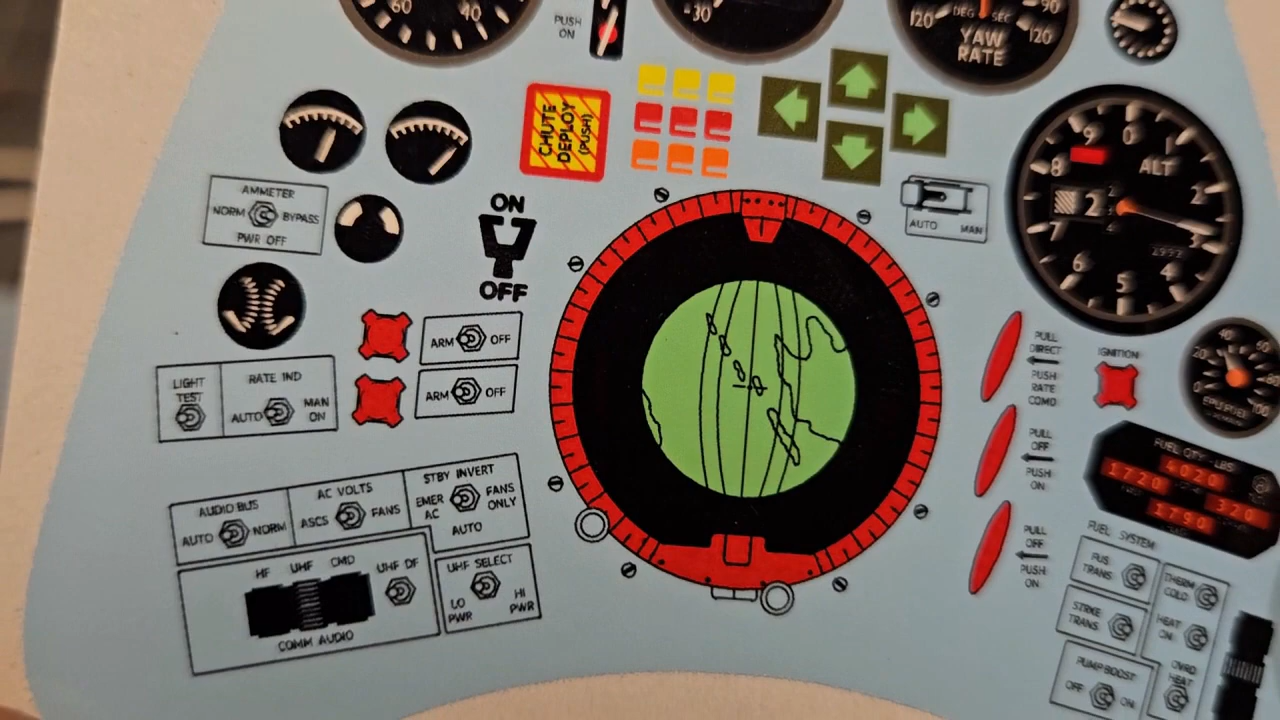 60 40
PUSH
ON
30
120 90
DEG SEC
120
YAW
RATE
CHUTE
DEPLOY
(PUSH)
AMMETER
NORM BYPASS
PWR OFF
ON
OFF
AUTO MAN
9 0 1
8 ALT 2
2
7 3
2992
6 5 4
ARM OFF
ARM OFF
LIGHT
TEST
RATE IND
AUTO MAN
ON
PULL
DIRECT
PUSH
RATE
COMD
PULL
OFF
PUSH
ON
PULL
OFF
PUSH
ON
IGNITION
40
100
FUEL QTY - LBS
4020
1720
320
1790
AUDIO BUS
AUTO NORM
AC VOLTS
ASCS FANS
STBY INVERT
EMER
AC
FANS
ONLY
AUTO
HF UHF CMD UHF DF
COMM AUDIO
UHF SELECT
LO
PWR
HI
PWR
FUEL SYSTEM
FUS
TRANS
THERM
COLD
TRANS
HEAT
ON
PUMP BOOST
OFF ON
OVRD
HEAT